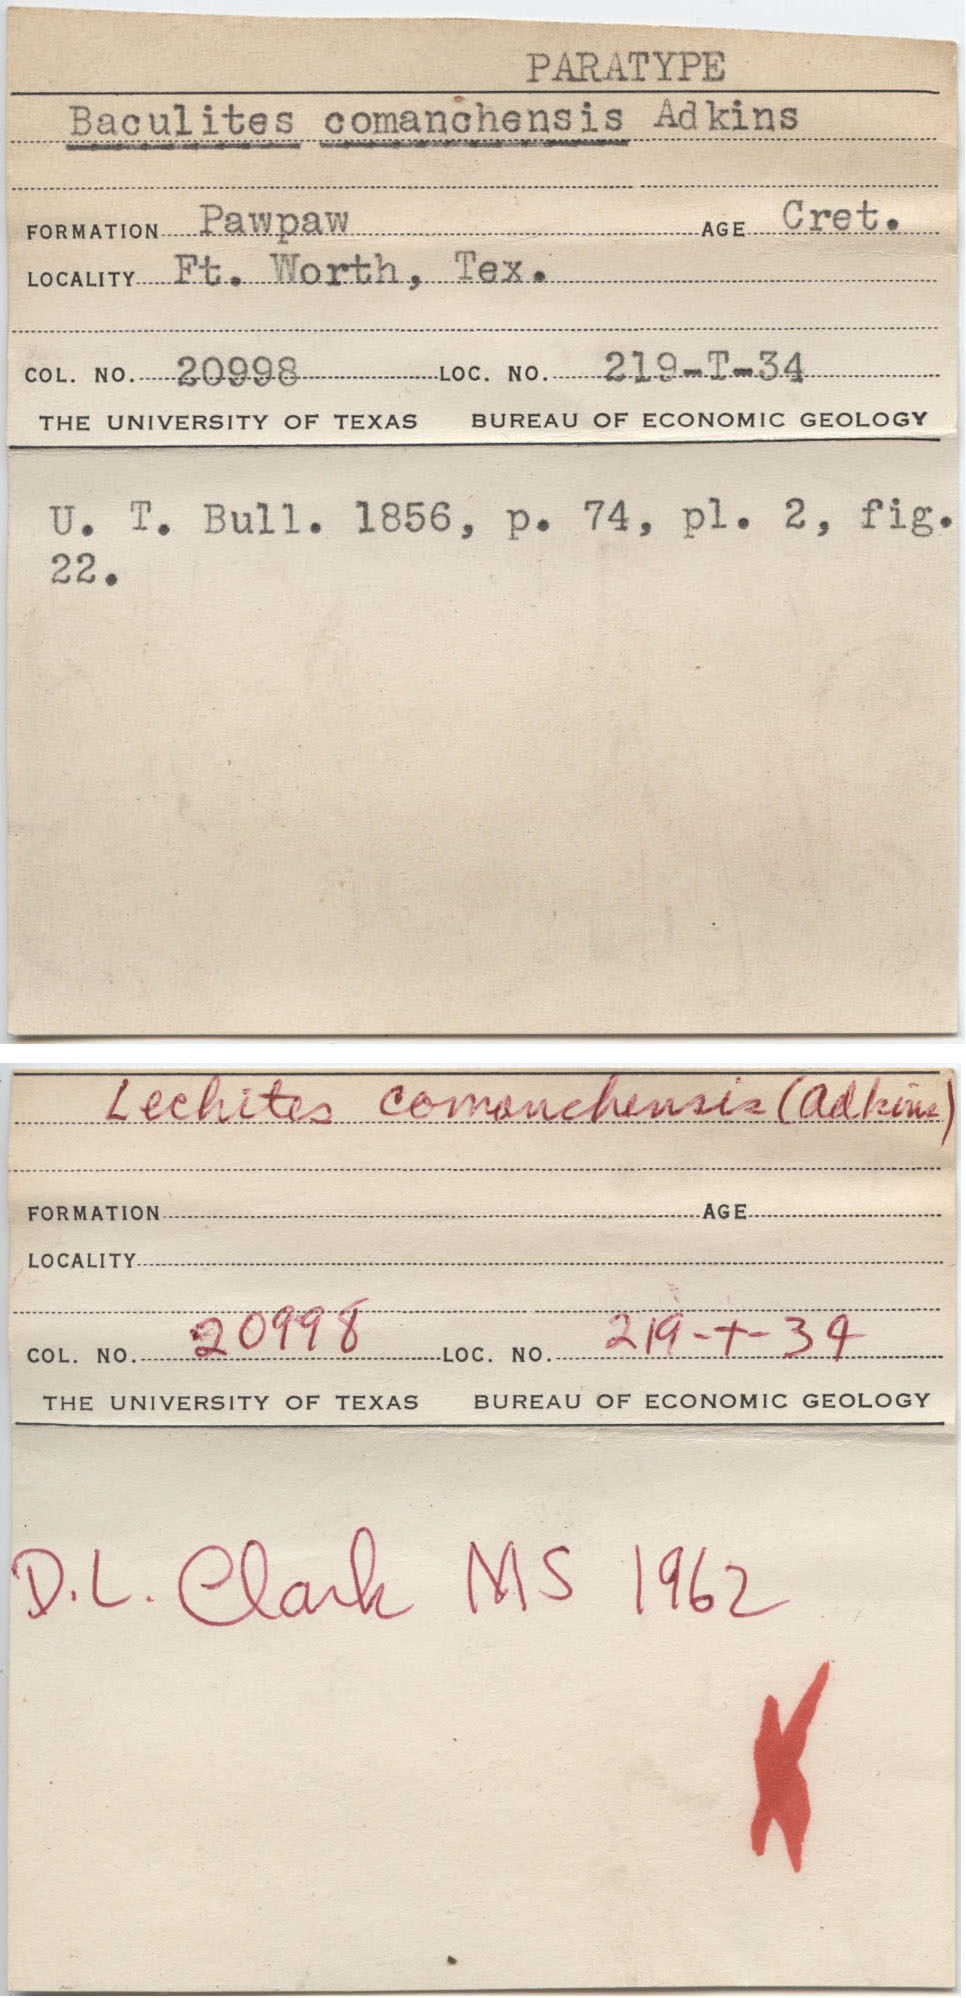 PARATYPE
Baculites comanchensis Adkins
FORMATION Pawpaw AGE Cret.
LOCALITY Ft. Worth, Tex.
COL. NO. 20998 LOC. NO. 219-T-34
THE UNIVERSITY OF TEXAS BUREAU OF ECONOMIC GEOLOGY
U. T. Bull. 1856, p. 74, pl. 2, fig.
22.
Lechites comanchensis (Adkins)
FORMATION AGE
LOCALITY
COL. NO. 20998 LOC. NO. 219-T-34
THE UNIVERSITY OF TEXAS BUREAU OF ECONOMIC GEOLOGY
D.L. Clark MS 1962